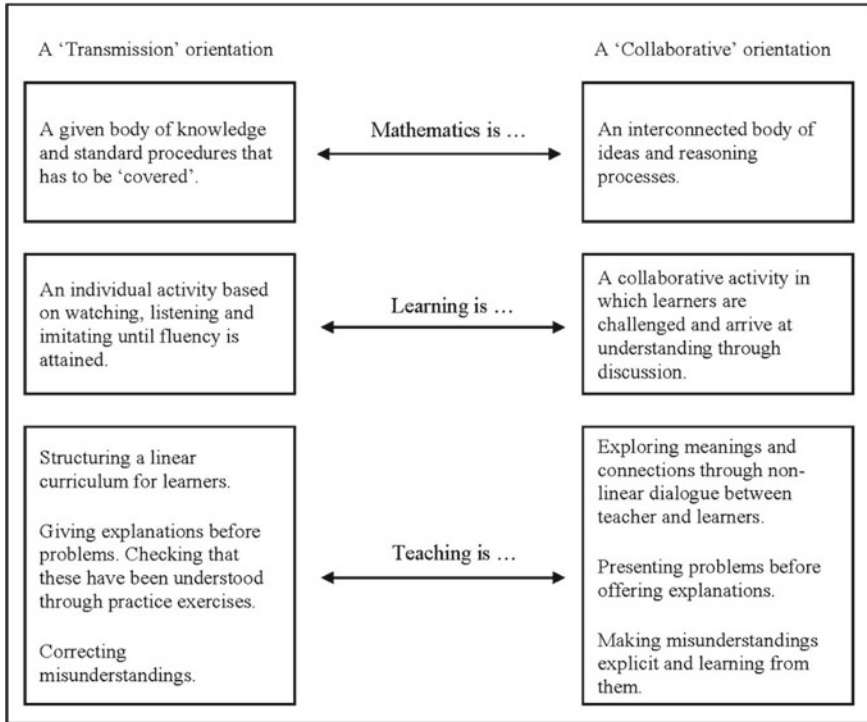 A ‘Transmission’ orientation
A ‘Collaborative’ orientation
A given body of knowledge
and standard procedures that
has to be ‘covered’.
Mathematics is …
An interconnected body of
ideas and reasoning
processes.
An individual activity based
on watching, listening and
imitating until fluency is
attained.
Learning is …
A collaborative activity in
which learners are
challenged and arrive at
understanding through
discussion.
Structuring a linear
curriculum for learners.
Giving explanations before
problems. Checking that
these have been understood
through practice exercises.
Correcting
misunderstandings.
Teaching is …
Exploring meanings and
connections through non-
linear dialogue between
teacher and learners.
Presenting problems before
offering explanations.
Making misunderstandings
explicit and learning from
them.